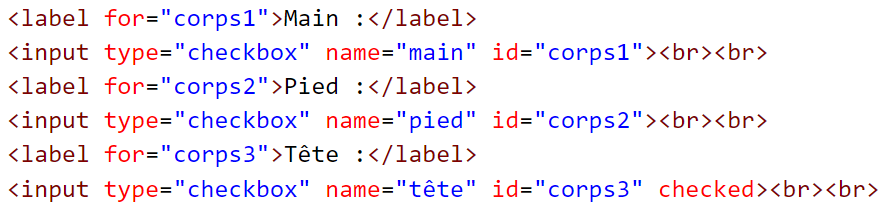 <label for="corps1">Main :</label>
<input type="checkbox" name="main" id="corps1"><br><br>
<label for="corps2">Pied :</label>
<input type="checkbox" name="pied" id="corps2"><br><br>
<label for="corps3">Tête :</label>
<input type="checkbox" name="tête" id="corps3" checked><br><br>